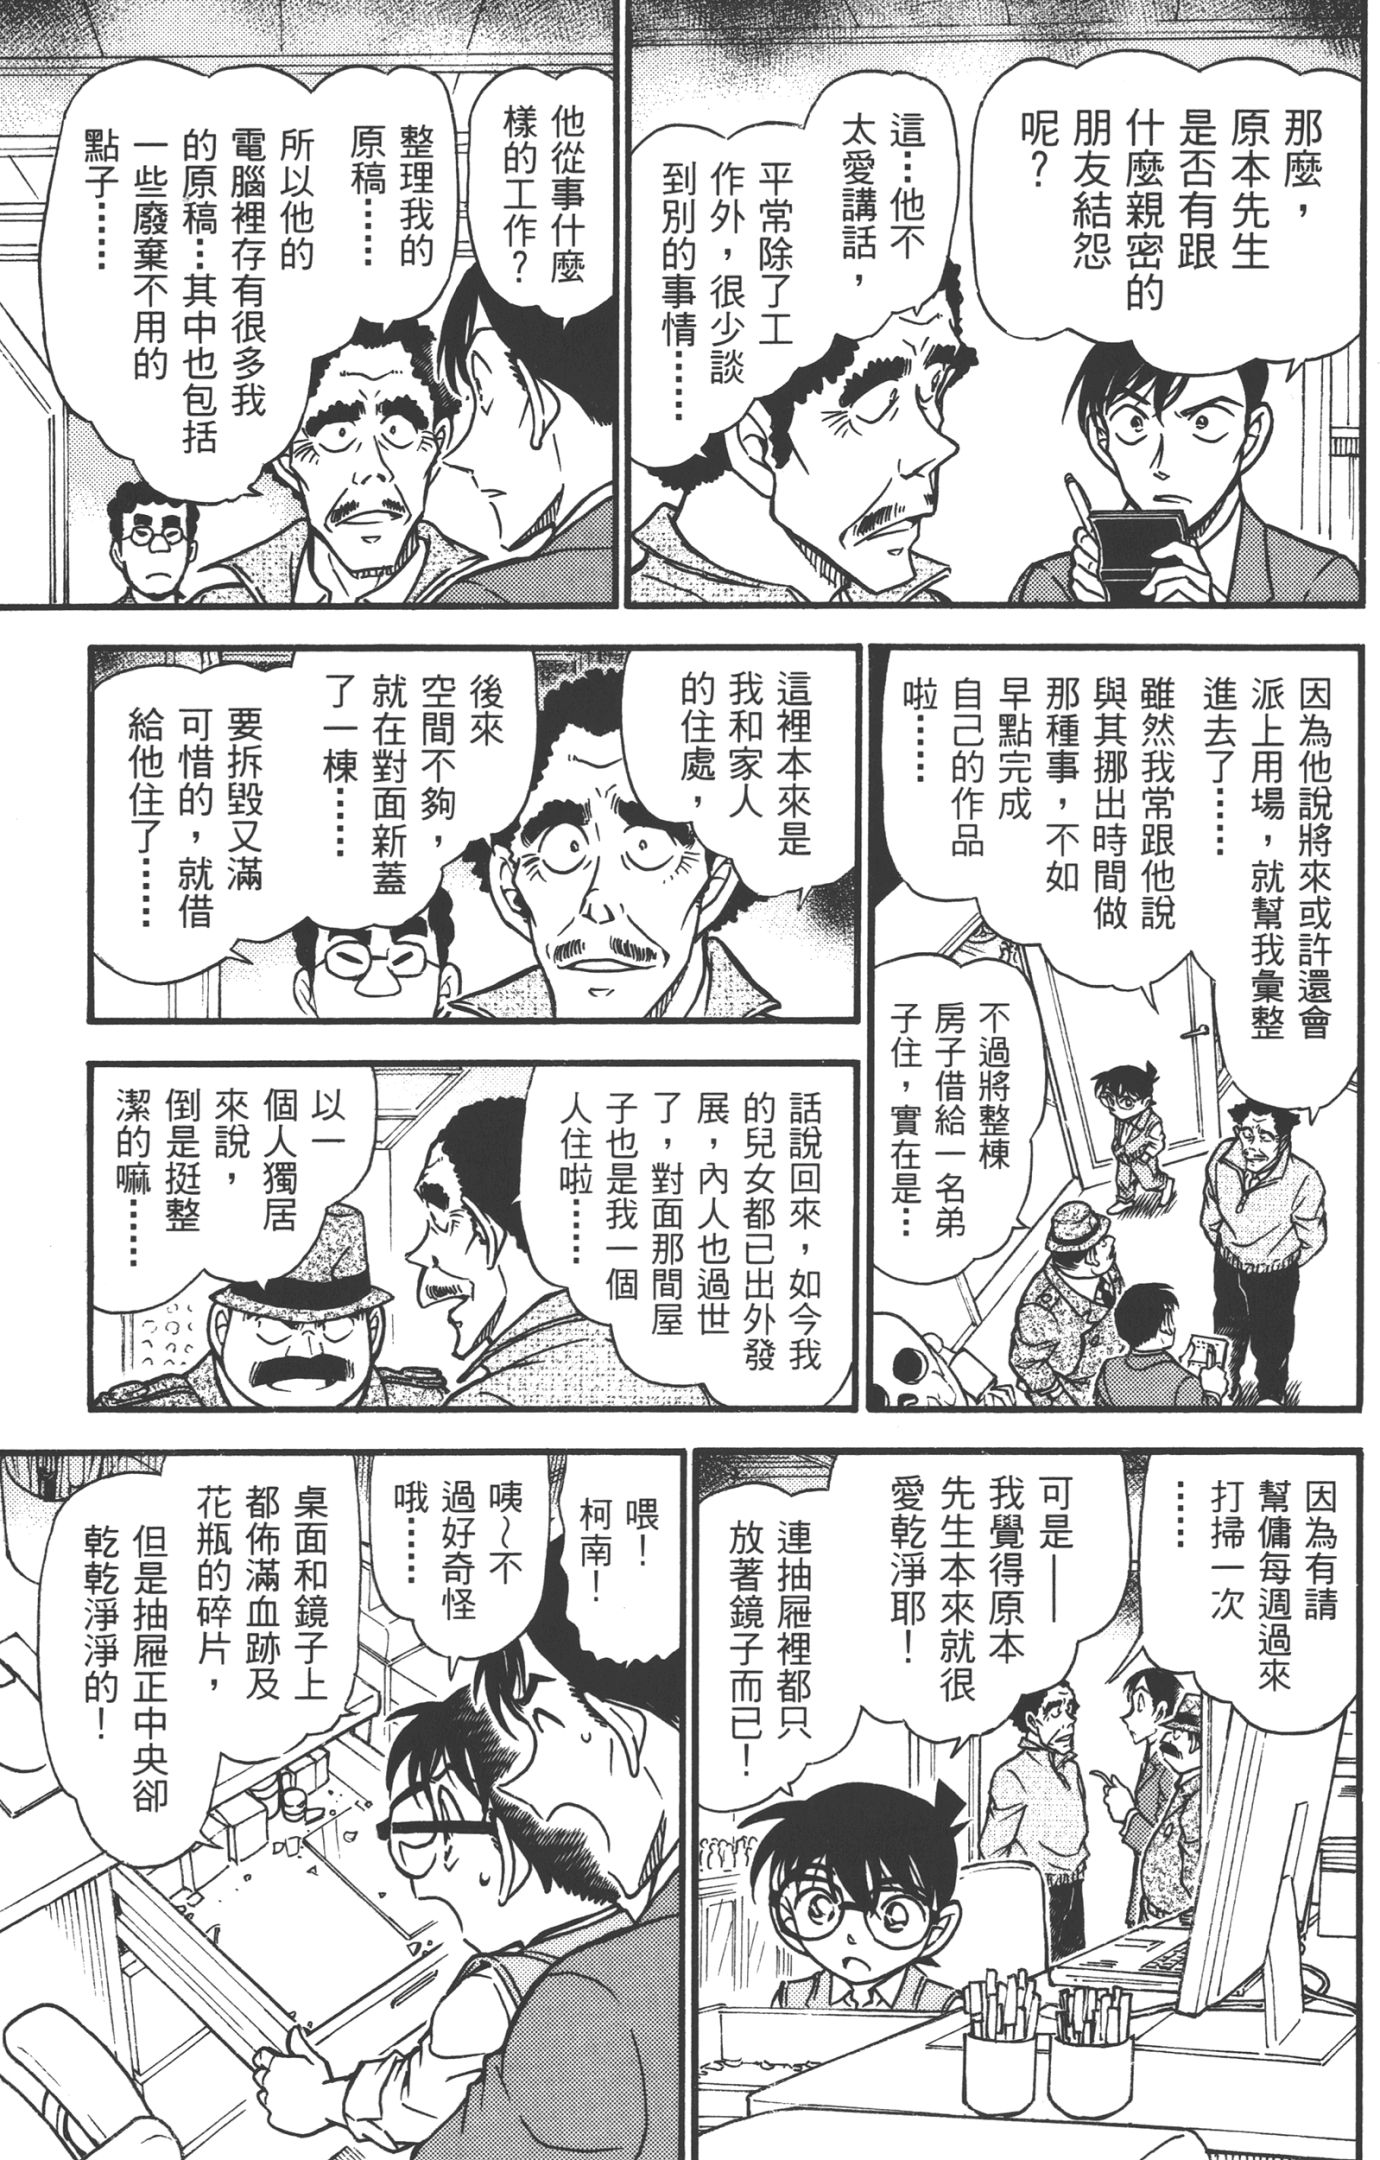 那麼，
原本先生
是否有跟
什麼親密的
朋友結怨
呢？
這…他不
太愛講話，
平常除了工
作外，很少談
到別的事情……
他從事什麼
樣的工作？
整理我的
原稿……
所以他的
電腦裡存有很多我
的原稿…其中也包括
一些廢棄不用的
點子……
因為他說將來或許還會
派上用場，就幫我彙整
進去了……
雖然我常跟他說
與其挪出時間做
那種事，不如
早點完成
自己的作品
啦……
不過將整棟
房子借給一名弟
子住，實在是…
這裡本來是
我和家人
的住處，
後來
空間不夠，
就在對面新蓋
了一棟……
要拆毀又滿
可惜的，就借
給他住了……
話說回來，如今我
的兒女都已出外發
展，內人也過世
了，對面那間屋
子也是我一個
人住啦……
以一
個人獨居
來說，
倒是挺整
潔的嘛……
因為有請
幫傭每週過來
打掃一次
……
可是——
我覺得原本
先生本來就很
愛乾淨耶！
連抽屜裡都只
放著鏡子而已！
喂！
柯南！
咦～不
過好奇怪
哦……
桌面和鏡子上
都佈滿血跡及
花瓶的碎片，
但是抽屜正中央卻
乾乾淨淨的！